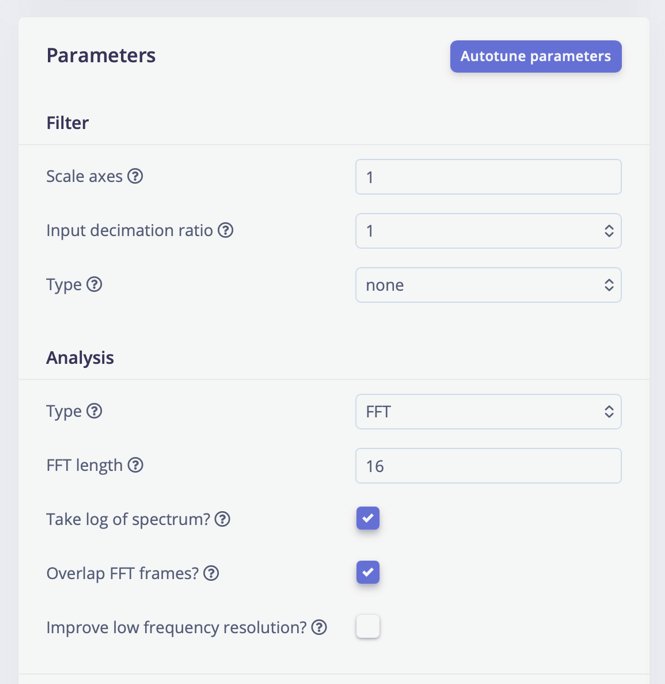 Parameters
Autotune parameters
Filter
Scale axes ?
1
Input decimation ratio ?
1
Type ?
none
Analysis
Type ?
FFT
FFT length ?
16
Take log of spectrum? ?
Overlap FFT frames? ?
Improve low frequency resolution? ?